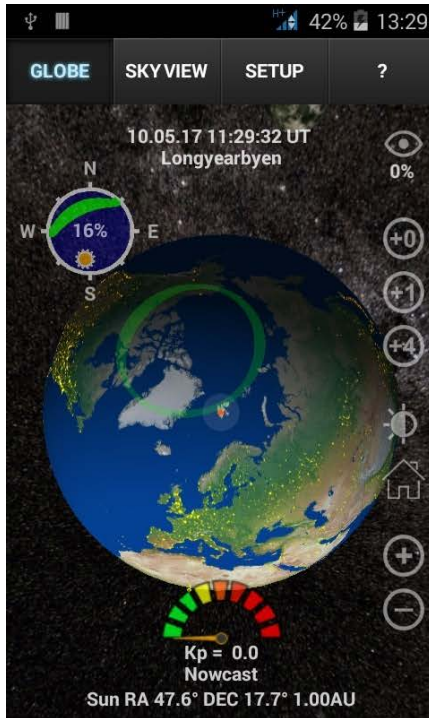 H+
42%
13:29
GLOBE
SKY VIEW
SETUP
?
10.05.17 11:29:32 UT
Longyearbyen
0%
N
W
16%
E
S
+0
+1
+4
Kp = 0.0
Nowcast
Sun RA 47.6° DEC 17.7° 1.00AU